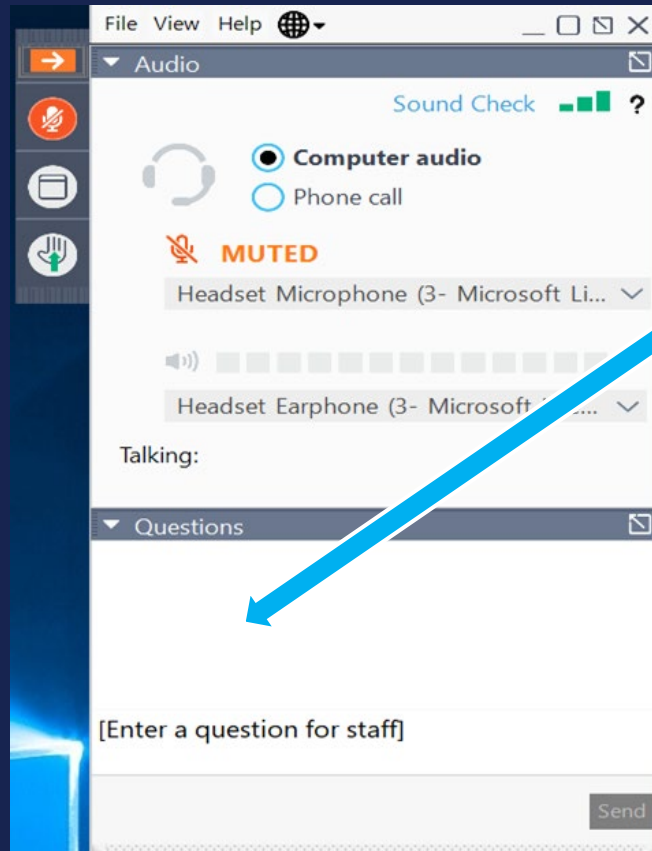 File View Help
Audio
Sound Check ?
Computer audio
Phone call
MUTED
Headset Microphone (3- Microsoft Li...
Headset Earphone (3- Microsoft
Talking:
Questions
[Enter a question for staff]
Send